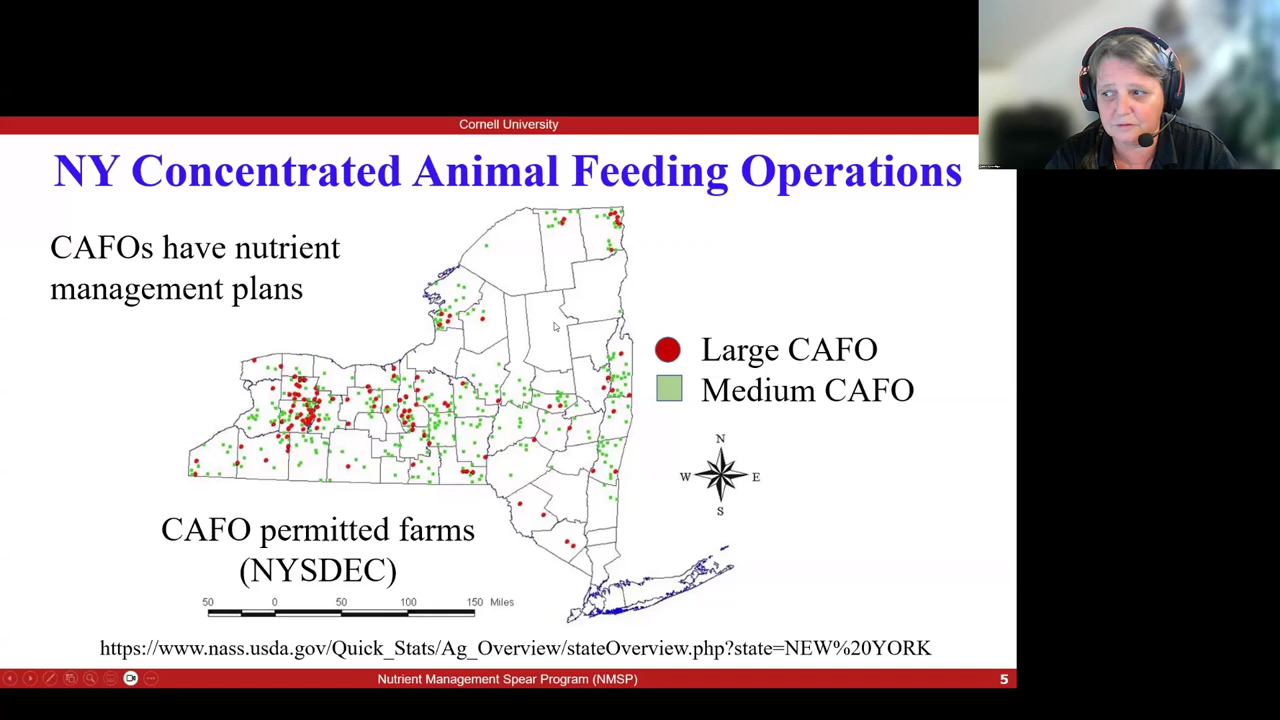 Cornell University
NY Concentrated Animal Feeding Operations
CAFOs have nutrient
management plans
Large CAFO
Medium CAFO
N
W E
S
CAFO permitted farms
(NYSDEC)
50 0 50 100 150 Miles
https://www.nass.usda.gov/Quick_Stats/Ag_Overview/stateOverview.php?state=NEW%20YORK
Nutrient Management Spear Program (NMSP)
5